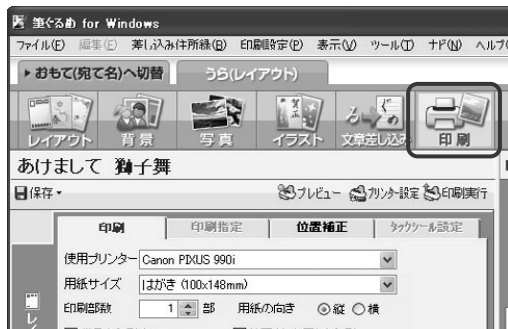 筆ぐるめ for Windows
ファイル(F) 編集(E) 差し込み住所録(B) 印刷設定(P) 表示(V) ツール(T) ナビ(N) ヘルプ(
▶おもて(宛て名)へ切替 うら(レイアウト)
レイアウト 背景 写真 イラスト 文章差し込み 印刷
あけまして 獅子舞
保存▼ プレビュー プリンタ設定 印刷実行
印刷 印刷指定 位置補正 タックシール設定
使用プリンター Canon PIXUS 990i
用紙サイズ はがき (100x148mm)
印刷部数 1 部 用紙の向き 縦 横
レ